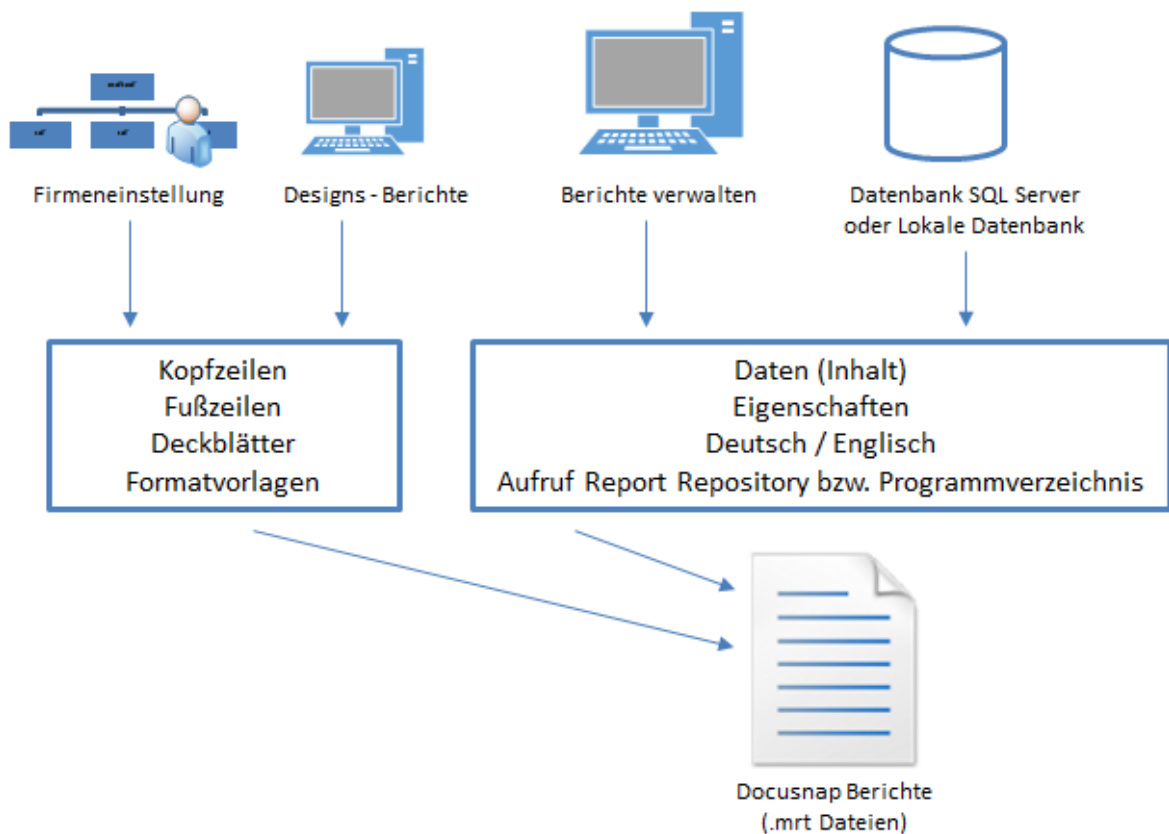 Firmeneinstellung
Designs - Berichte
Berichte verwalten
Datenbank SQL Server
oder Lokale Datenbank
Kopfzeilen
Fußzeilen
Deckblätter
Formatvorlagen
Daten (Inhalt)
Eigenschaften
Deutsch / Englisch
Aufruf Report Repository bzw. Programmverzeichnis
Docusnap Berichte
(.mrt Dateien)